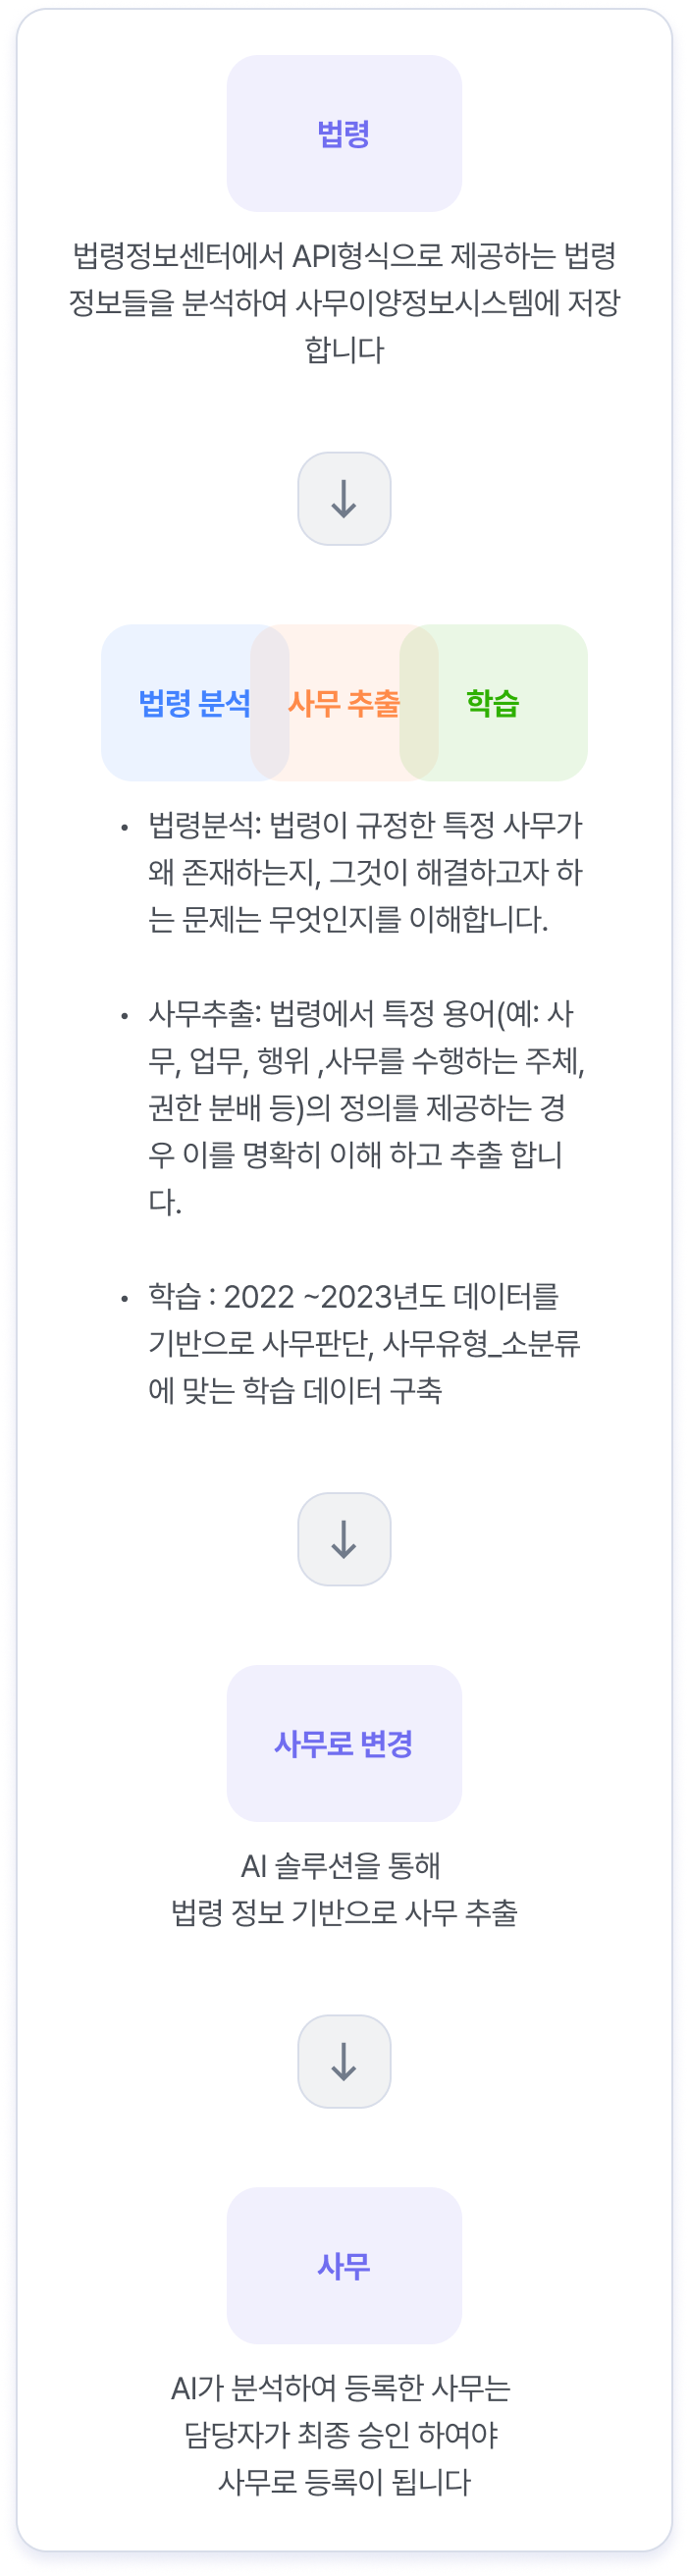 법령
법령정보센터에서 API형식으로 제공하는 법령
정보들을 분석하여 사무이양정보시스템에 저장
합니다
↓
법령 분석 사무 추출 학습
• 법령분석: 법령이 규정한 특정 사무가
왜 존재하는지, 그것이 해결하고자 하
는 문제는 무엇인지를 이해합니다.
• 사무추출: 법령에서 특정 용어(예: 사
무, 업무, 행위 ,사무를 수행하는 주체,
권한 분배 등)의 정의를 제공하는 경
우 이를 명확히 이해 하고 추출 합니
다.
• 학습 : 2022 ~2023년도 데이터를
기반으로 사무판단, 사무유형_소분류
에 맞는 학습 데이터 구축
↓
사무로 변경
AI 솔루션을 통해
법령 정보 기반으로 사무 추출
↓
사무
AI가 분석하여 등록한 사무는
담당자가 최종 승인 하여야
사무로 등록이 됩니다